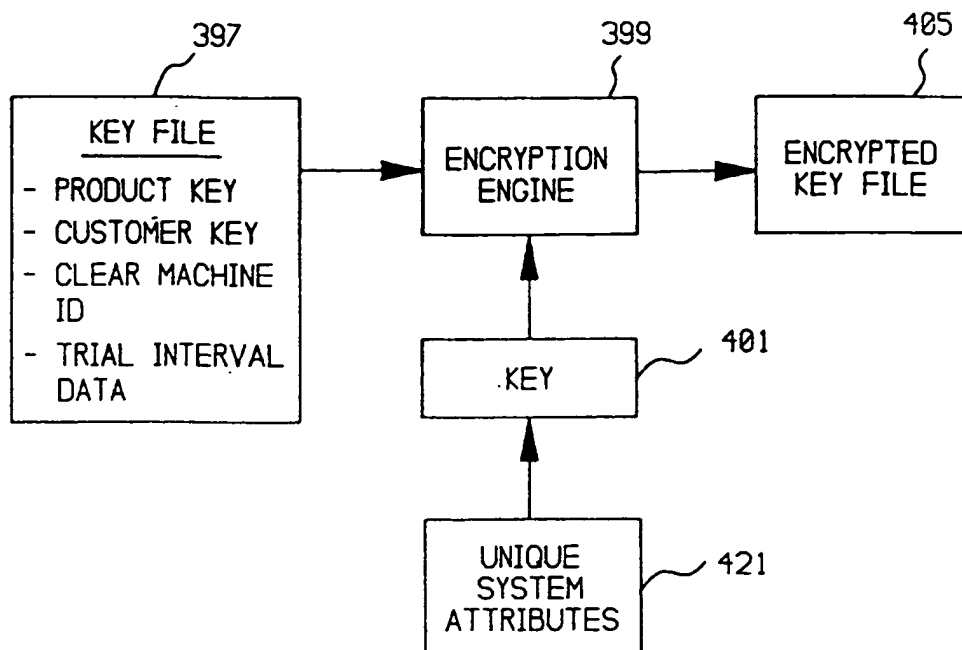 397
KEY FILE
- PRODUCT KEY
- CUSTOMER KEY
- CLEAR MACHINE
ID
- TRIAL INTERVAL
DATA
399
ENCRYPTION
ENGINE
405
ENCRYPTED
KEY FILE
KEY
401
UNIQUE
SYSTEM
ATTRIBUTES
421